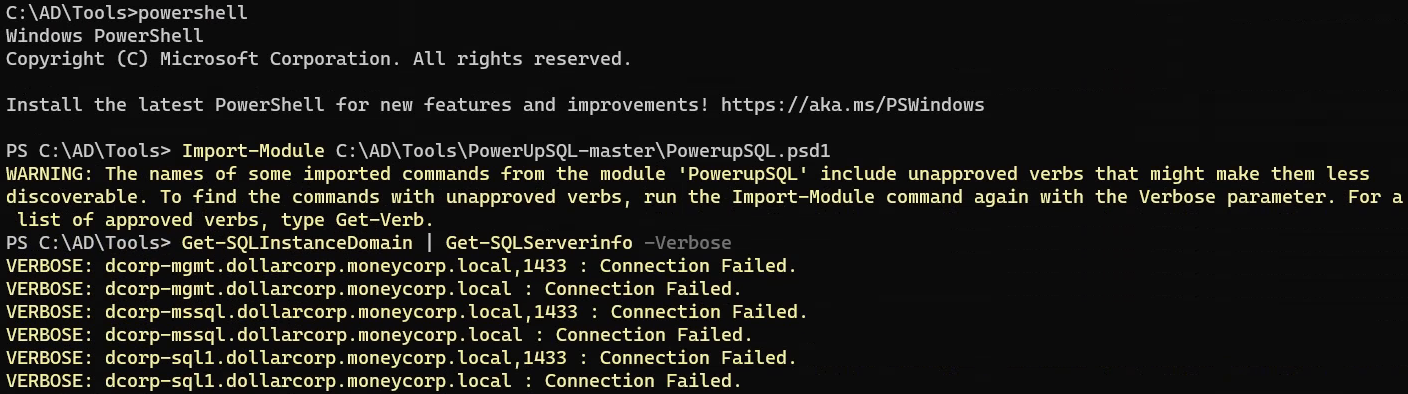 C:\AD\Tools>powershell
Windows PowerShell
Copyright (C) Microsoft Corporation. All rights reserved.
Install the latest PowerShell for new features and improvements! https://aka.ms/PSWindows
PS C:\AD\Tools> Import-Module C:\AD\Tools\PowerUpSQL-master\PowerupSQL.psd1
WARNING: The names of some imported commands from the module 'PowerupSQL' include unapproved verbs that might make them less
discoverable. To find the commands with unapproved verbs, run the Import-Module command again with the Verbose parameter. For a
 list of approved verbs, type Get-Verb.
PS C:\AD\Tools> Get-SQLInstanceDomain | Get-SQLServerinfo -Verbose
VERBOSE: dcorp-mgmt.dollarcorp.moneycorp.local,1433 : Connection Failed.
VERBOSE: dcorp-mgmt.dollarcorp.moneycorp.local : Connection Failed.
VERBOSE: dcorp-mssql.dollarcorp.moneycorp.local,1433 : Connection Failed.
VERBOSE: dcorp-mssql.dollarcorp.moneycorp.local : Connection Failed.
VERBOSE: dcorp-sql1.dollarcorp.moneycorp.local,1433 : Connection Failed.
VERBOSE: dcorp-sql1.dollarcorp.moneycorp.local : Connection Failed.